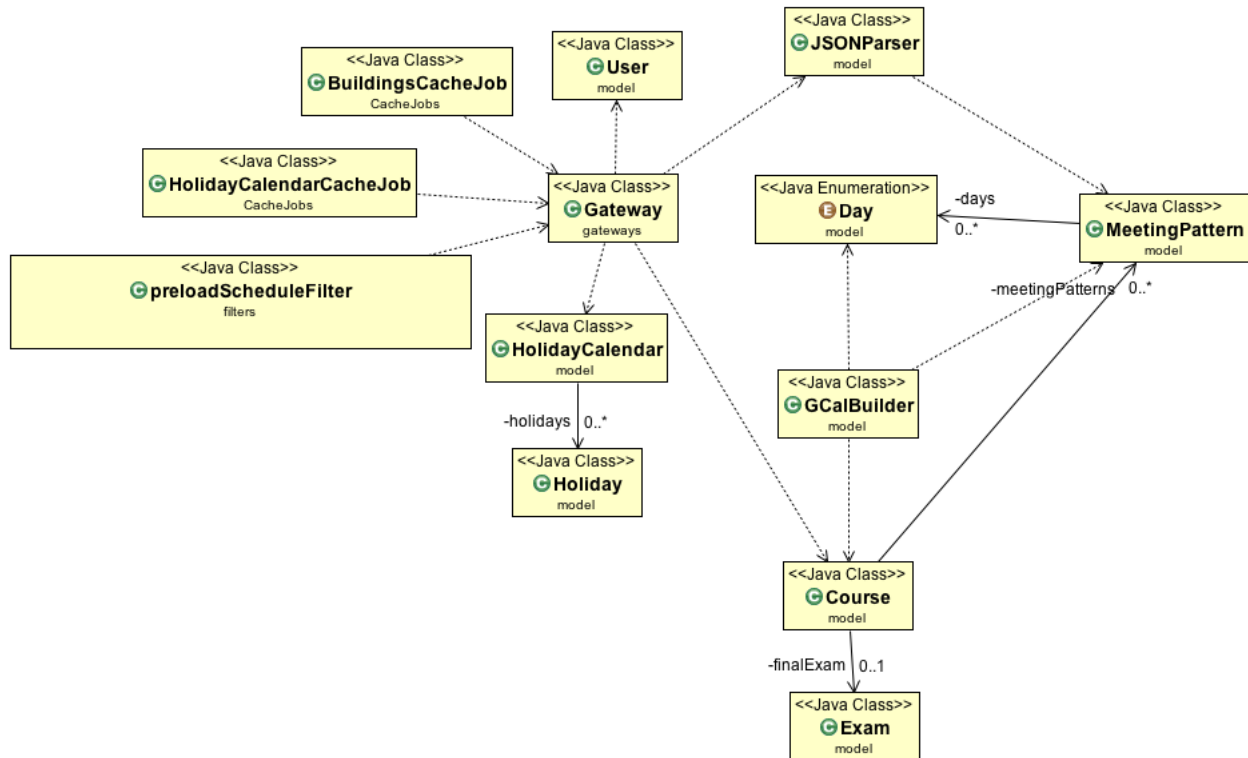 <<Java Class>>
JSONParser
model
<<Java Class>>
User
model
<<Java Class>>
BuildingsCacheJob
CacheJobs
<<Java Class>>
HolidayCalendarCacheJob
CacheJobs
<<Java Class>>
Gateway
gateways
<<Java Enumeration>>
Day
model
-days
0..*
<<Java Class>>
MeetingPattern
model
<<Java Class>>
preloadScheduleFilter
filters
-meetingPatterns
0..*
<<Java Class>>
HolidayCalendar
model
<<Java Class>>
GCalBuilder
model
-holidays
0..*
<<Java Class>>
Holiday
model
<<Java Class>>
Course
model
-finalExam
0..1
<<Java Class>>
Exam
model